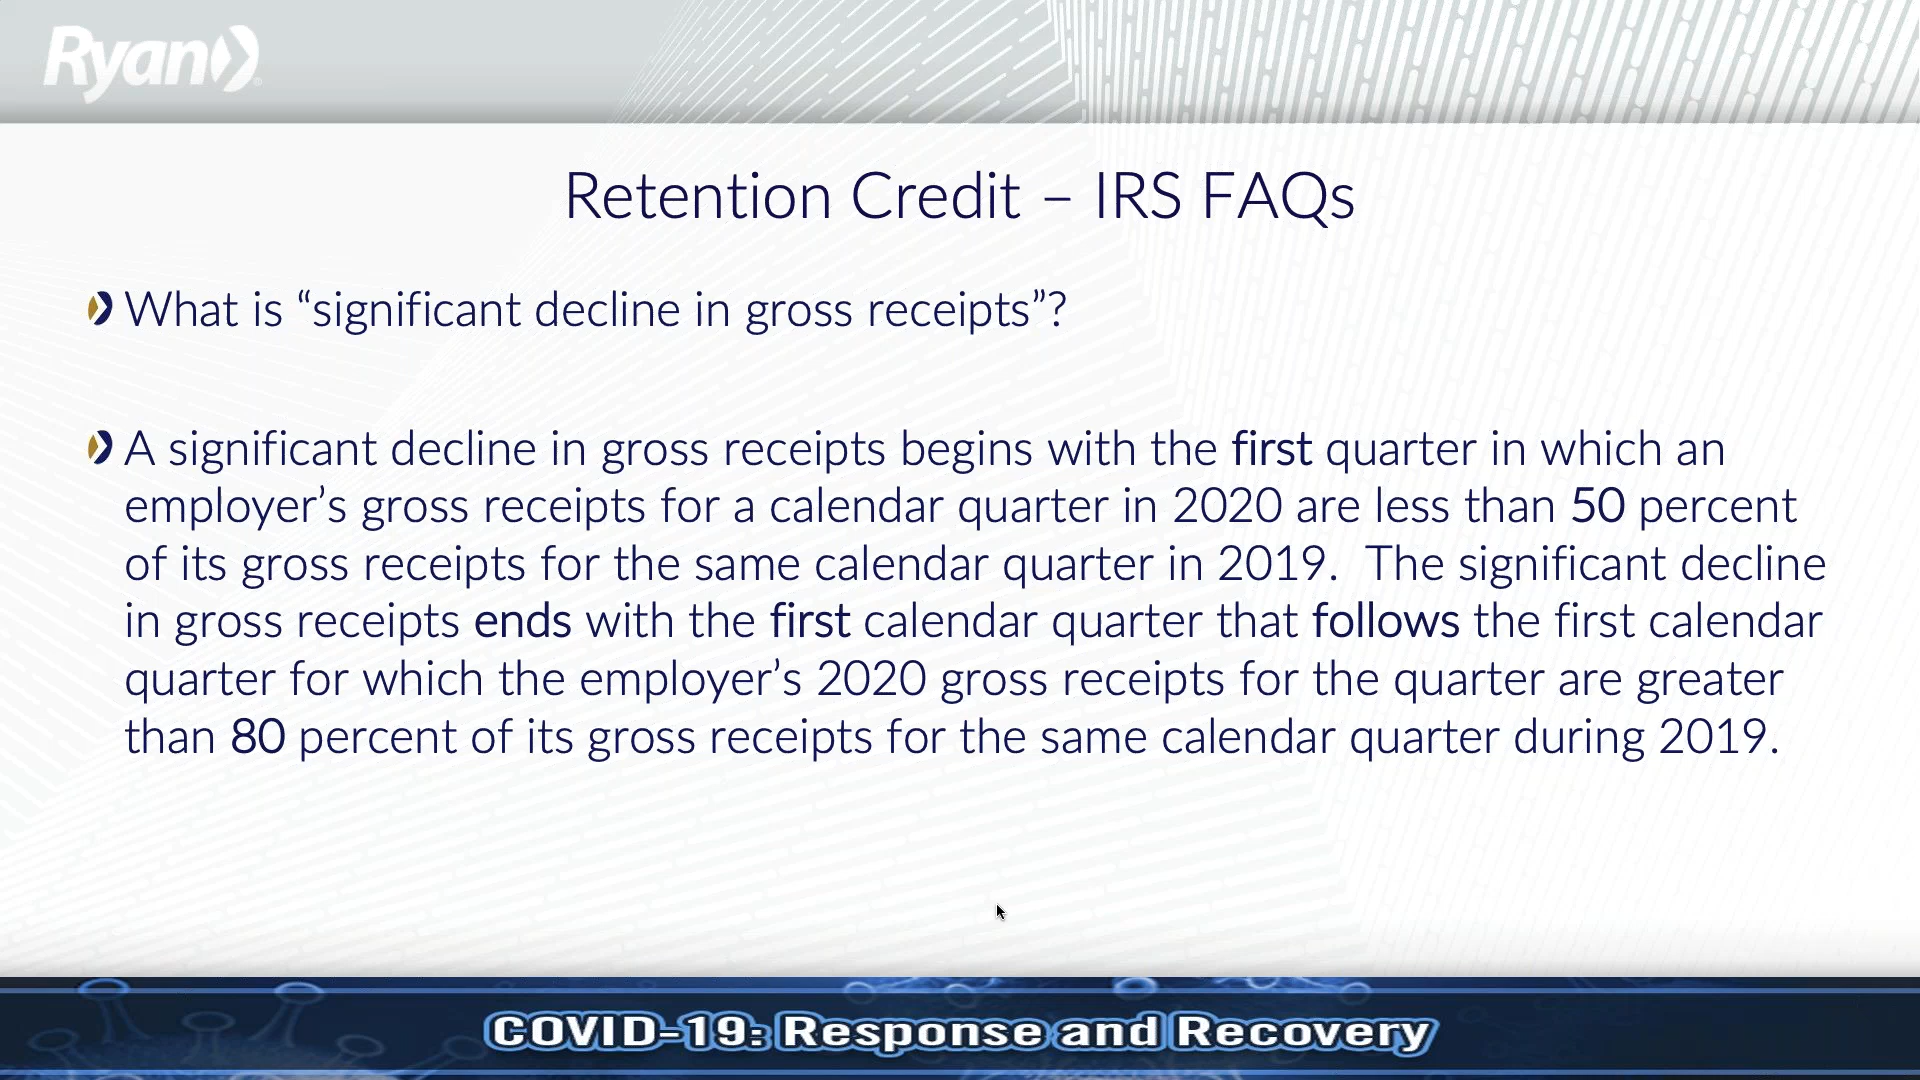 Ryan
Retention Credit – IRS FAQs
What is “significant decline in gross receipts”?
A significant decline in gross receipts begins with the first quarter in which an
employer’s gross receipts for a calendar quarter in 2020 are less than 50 percent
of its gross receipts for the same calendar quarter in 2019.  The significant decline
in gross receipts ends with the first calendar quarter that follows the first calendar
quarter for which the employer’s 2020 gross receipts for the quarter are greater
than 80 percent of its gross receipts for the same calendar quarter during 2019.
COVID-19: Response and Recovery